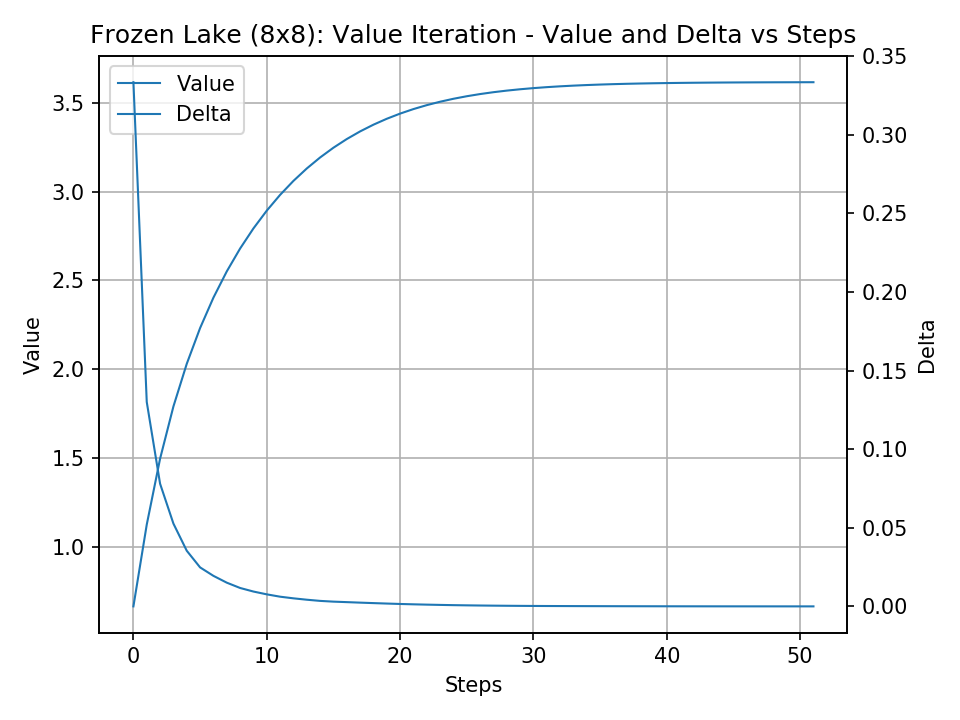 Frozen Lake (8x8): Value Iteration - Value and Delta vs Steps
Value
Delta
3.5
3.0
2.5
2.0
1.5
1.0
Value
0.35
0.30
0.25
0.20
0.15
0.10
0.05
0.00
Delta
0 10 20 30 40 50
Steps